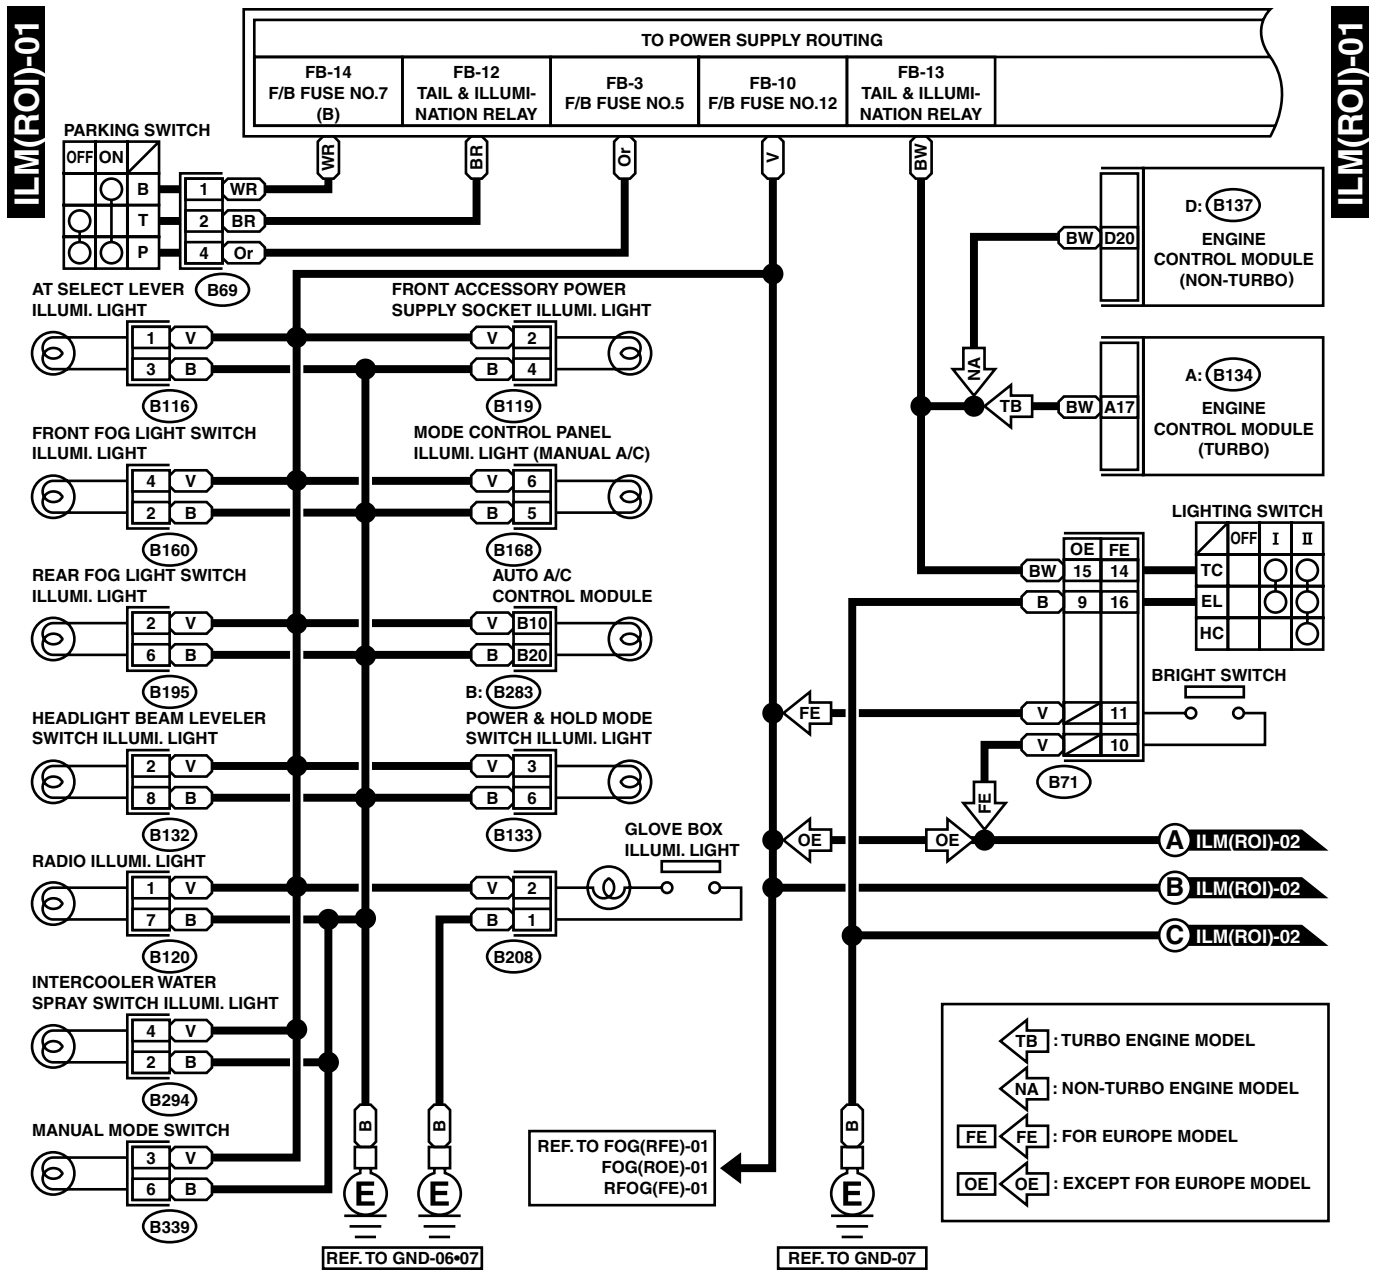 ILM(ROI)-01
ILM(ROI)-01
TO POWER SUPPLY ROUTING
FB-14
F/B FUSE NO.7
(B)
FB-12
TAIL & ILLUMI-
NATION RELAY
FB-3
F/B FUSE NO.5
FB-10
F/B FUSE NO.12
FB-13
TAIL & ILLUMI-
NATION RELAY
WR
BR
Or
V
BW
PARKING SWITCH
OFF ON
B 1 WR
T 2 BR
P 4 Or
B69
D: B137
BW D20
ENGINE
CONTROL MODULE
(NON-TURBO)
NA
TB
A: B134
BW A17
ENGINE
CONTROL MODULE
(TURBO)
AT SELECT LEVER
ILLUMI. LIGHT
1 V
3 B
B116
FRONT ACCESSORY POWER
SUPPLY SOCKET ILLUMI. LIGHT
V 2
B 4
B119
FRONT FOG LIGHT SWITCH
ILLUMI. LIGHT
4 V
2 B
B160
MODE CONTROL PANEL
ILLUMI. LIGHT (MANUAL A/C)
V 6
B 5
B168
REAR FOG LIGHT SWITCH
ILLUMI. LIGHT
2 V
6 B
B195
AUTO A/C
CONTROL MODULE
V B10
B B20
B: B283
HEADLIGHT BEAM LEVELER
SWITCH ILLUMI. LIGHT
2 V
8 B
B132
POWER & HOLD MODE
SWITCH ILLUMI. LIGHT
V 3
B 6
B133
RADIO ILLUMI. LIGHT
1 V
7 B
B120
GLOVE BOX
ILLUMI. LIGHT
V 2
B 1
B208
INTERCOOLER WATER
SPRAY SWITCH ILLUMI. LIGHT
4 V
2 B
B294
MANUAL MODE SWITCH
3 V
6 B
B339
LIGHTING SWITCH
OFF I II
TC
EL
HC
OE FE
BW 15 14
B 9 16
V 11
V 10
B71
BRIGHT SWITCH
FE
FE
OE
OE
A ILM(ROI)-02
B ILM(ROI)-02
C ILM(ROI)-02
B
B
B
E
E
E
REF. TO GND-06•07
REF. TO GND-07
REF. TO FOG(RFE)-01
FOG(ROE)-01
RFOG(FE)-01
TB : TURBO ENGINE MODEL
NA : NON-TURBO ENGINE MODEL
FE FE : FOR EUROPE MODEL
OE OE : EXCEPT FOR EUROPE MODEL